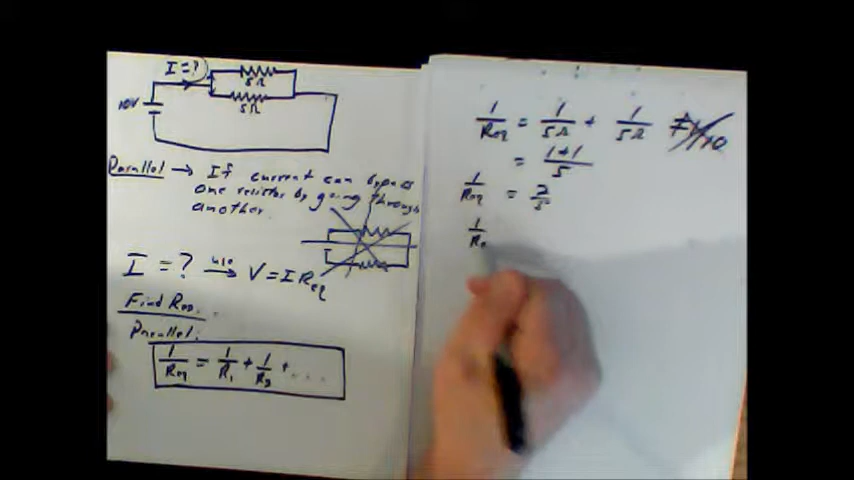 I = ?
5Ω
10V
5Ω
Parallel → If current can bypass
one resistor by going through
another.
I = ? use → V = I Req
Find Req.
Parallel:
1/Req = 1/R1 + 1/R2 + ....
1/Req = 1/5Ω + 1/5Ω
= 1+1/5
1/Req = 2/5
1/Re